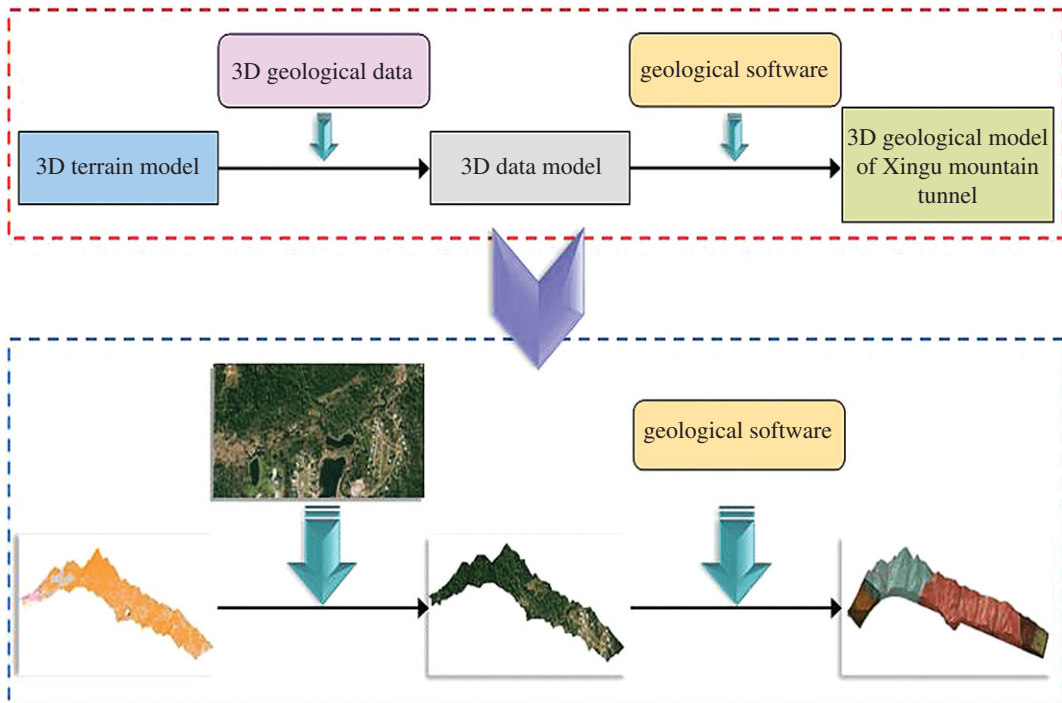 3D geological data
geological software
3D terrain model
3D data model
3D geological model
of Xingu mountain
tunnel
geological software